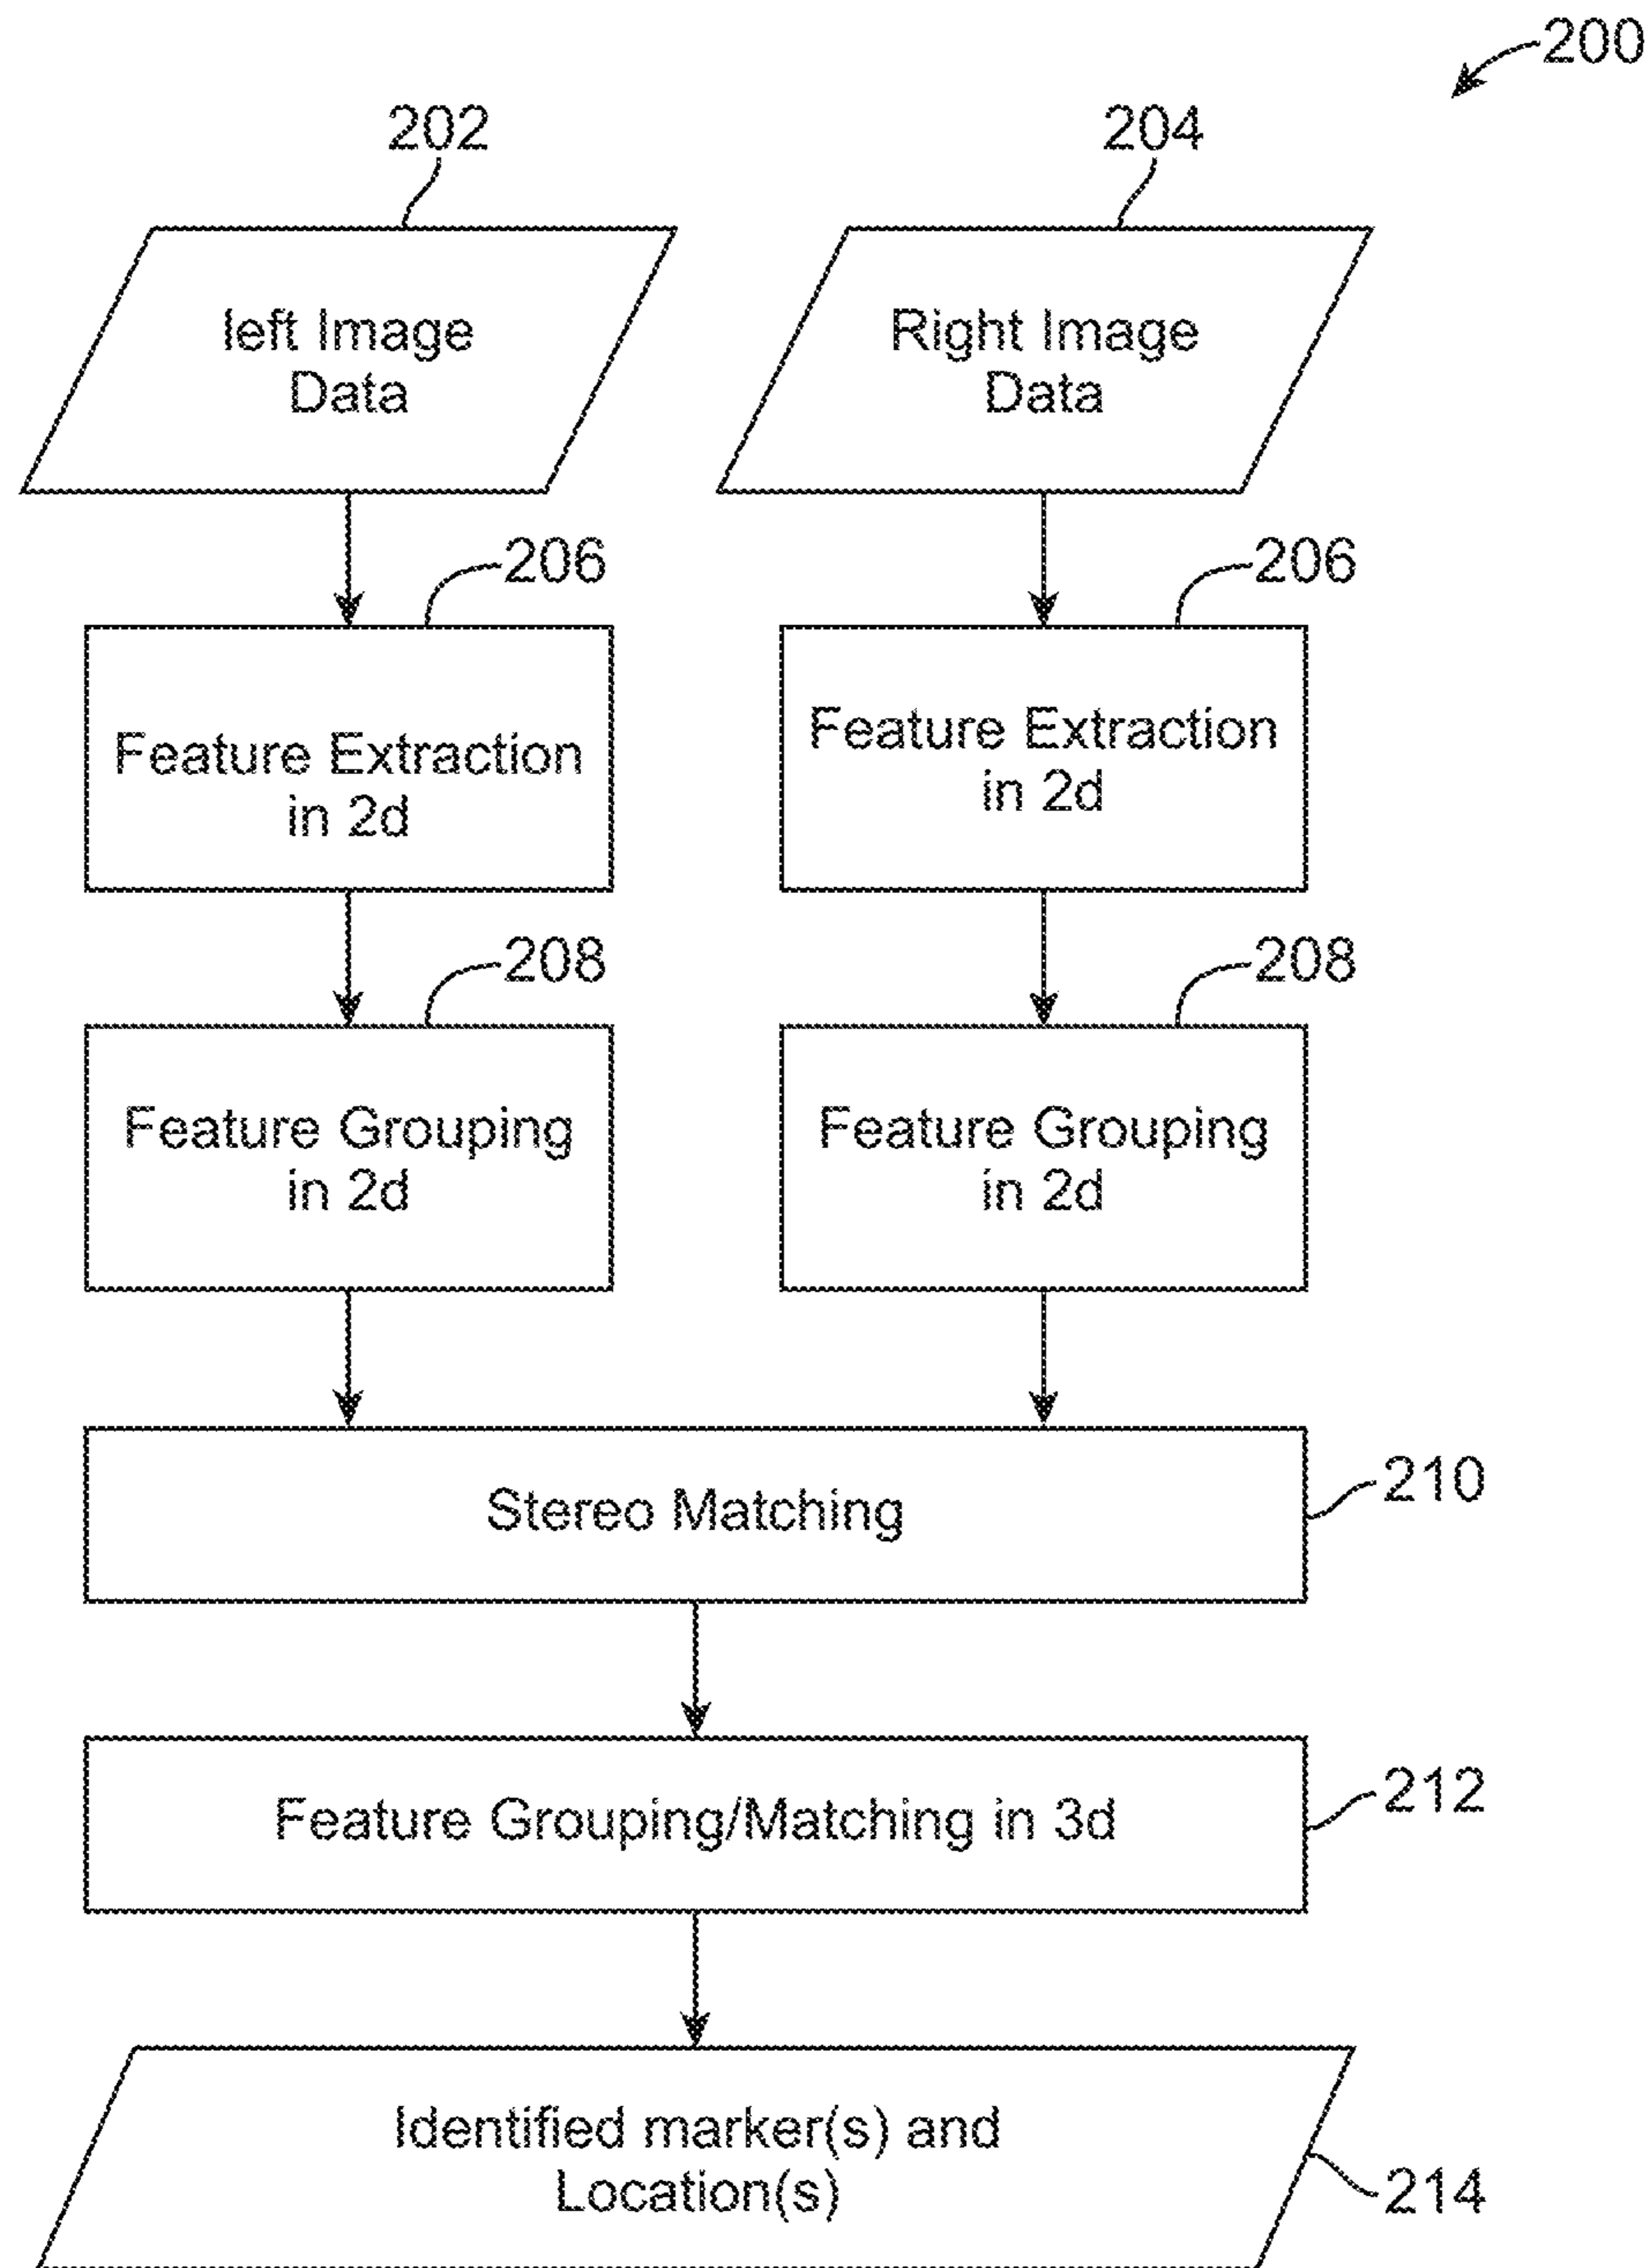 200
202
204
left Image
Data
Right Image
Data
206
206
Feature Extraction
in 2d
Feature Extraction
in 2d
208
208
Feature Grouping
in 2d
Feature Grouping
in 2d
Stereo Matching
210
Feature Grouping/Matching in 3d
212
Identified marker(s) and
Location(s)
214